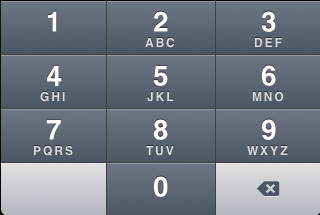 1 2 3
ABC DEF
4 5 6
GHI JKL MNO
7 8 9
PQRS TUV WXYZ
0